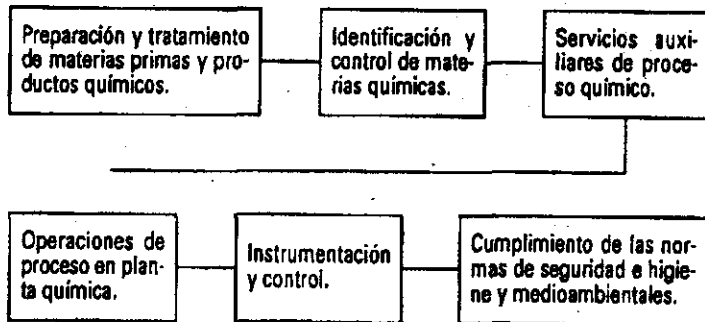 Preparación y tratamiento
de materias primas y pro-
ductos químicos.
Identificación y
control de mate-
rias químicas.
Servicios auxi-
liares de proce-
so químico.
Operaciones de
proceso en plan-
ta química.
Instrumentación
y control.
Cumplimiento de las nor-
mas de seguridad e higie-
ne y medioambientales.